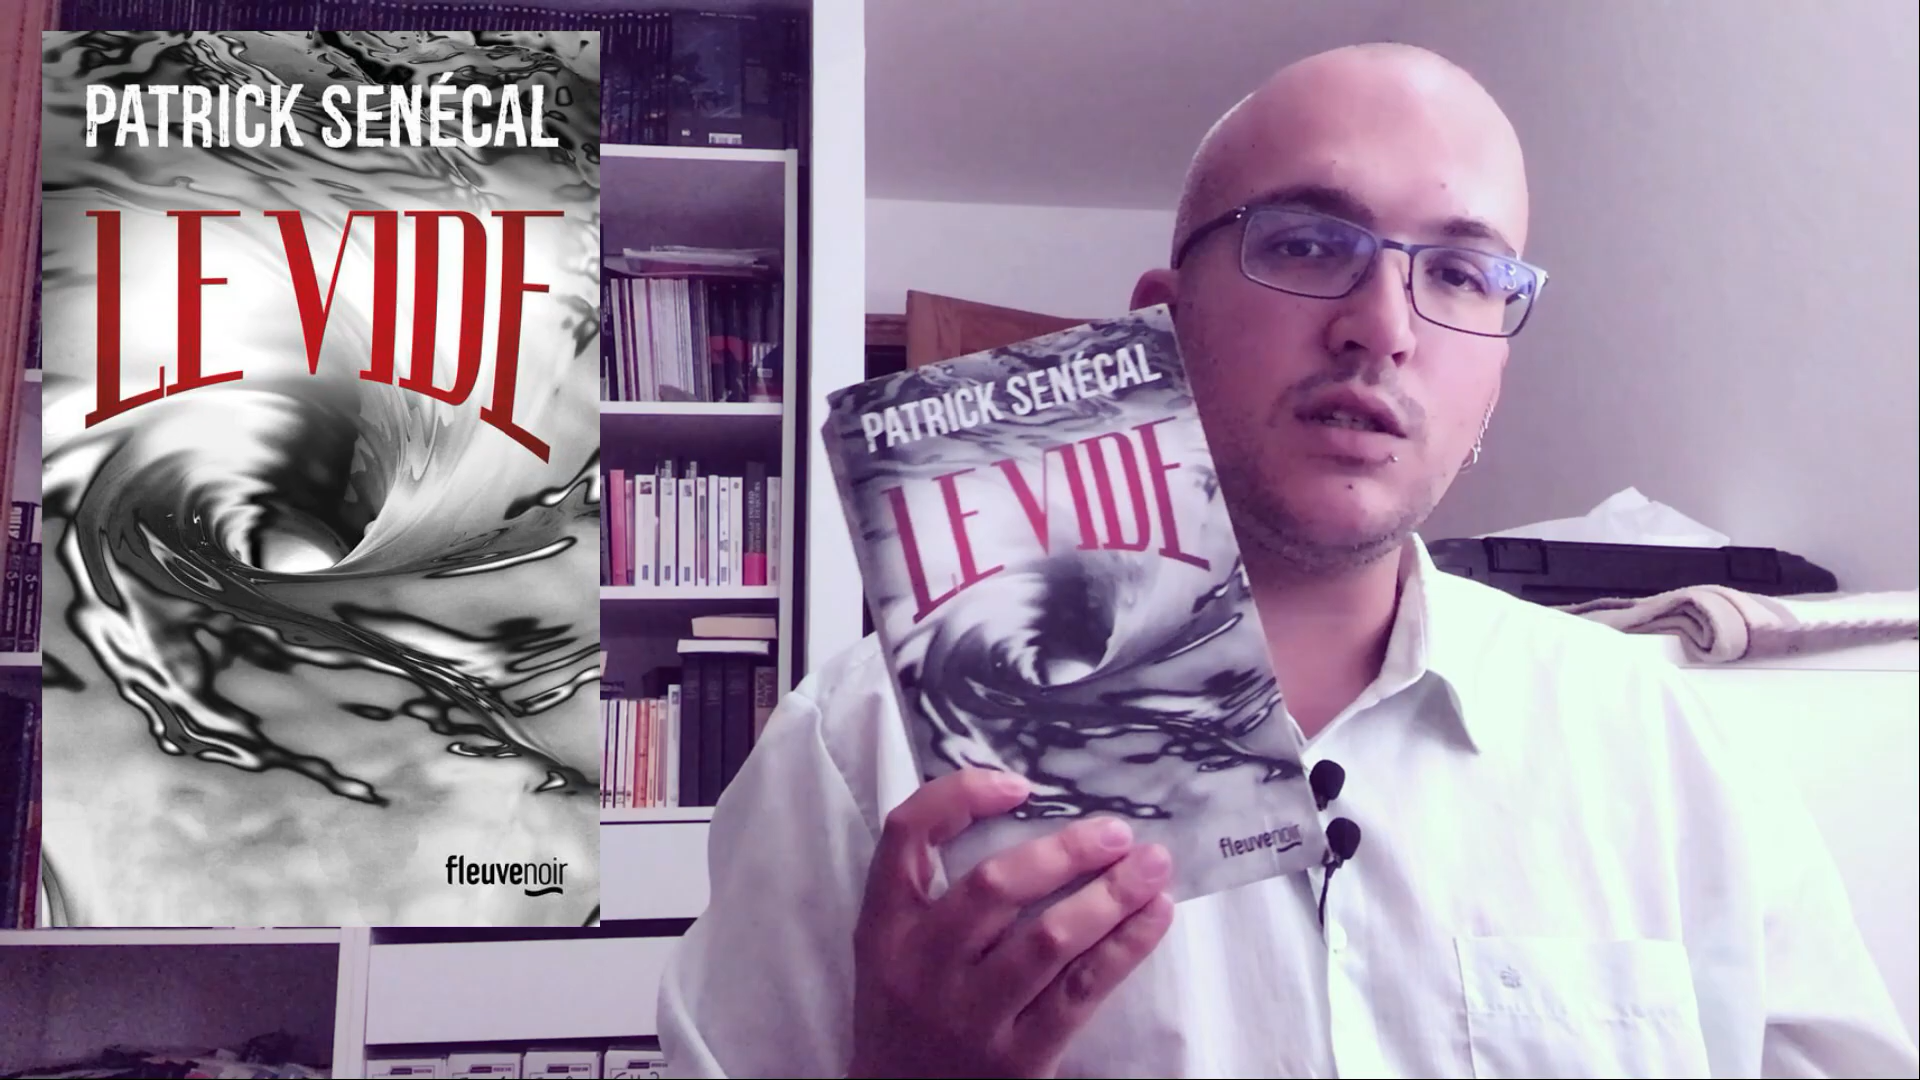 PATRICK SENÉCAL
LE VIDE
fleuvenoir
PATRICK SENÉCAL
LE VIDE
fleuvenoir